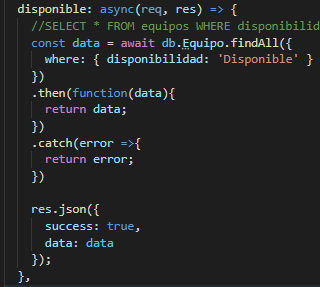 disponible: async(req, res) => {
//SELECT * FROM equipos WHERE disponibilid
const data = await db.Equipo.findAll({
where: { disponibilidad: 'Disponible' }
})
.then(function(data){
return data;
})
.catch(error =>{
return error;
})
res.json({
success: true,
data: data
});
},